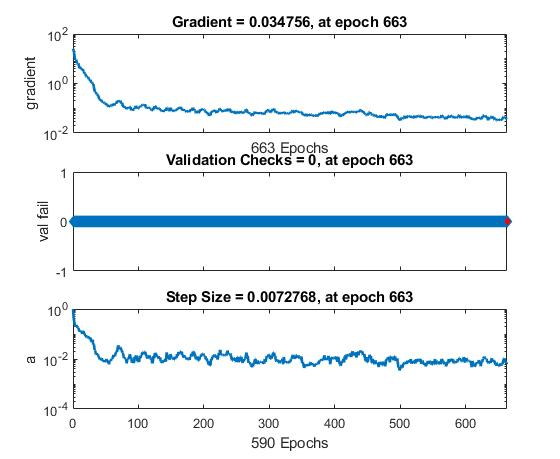 Gradient = 0.034756, at epoch 663
10^2
10^0
10^-2
gradient
663 Epochs
Validation Checks = 0, at epoch 663
1
0
-1
val fail
Step Size = 0.0072768, at epoch 663
10^0
10^-2
10^-4
a
0 100 200 300 400 500 600
590 Epochs